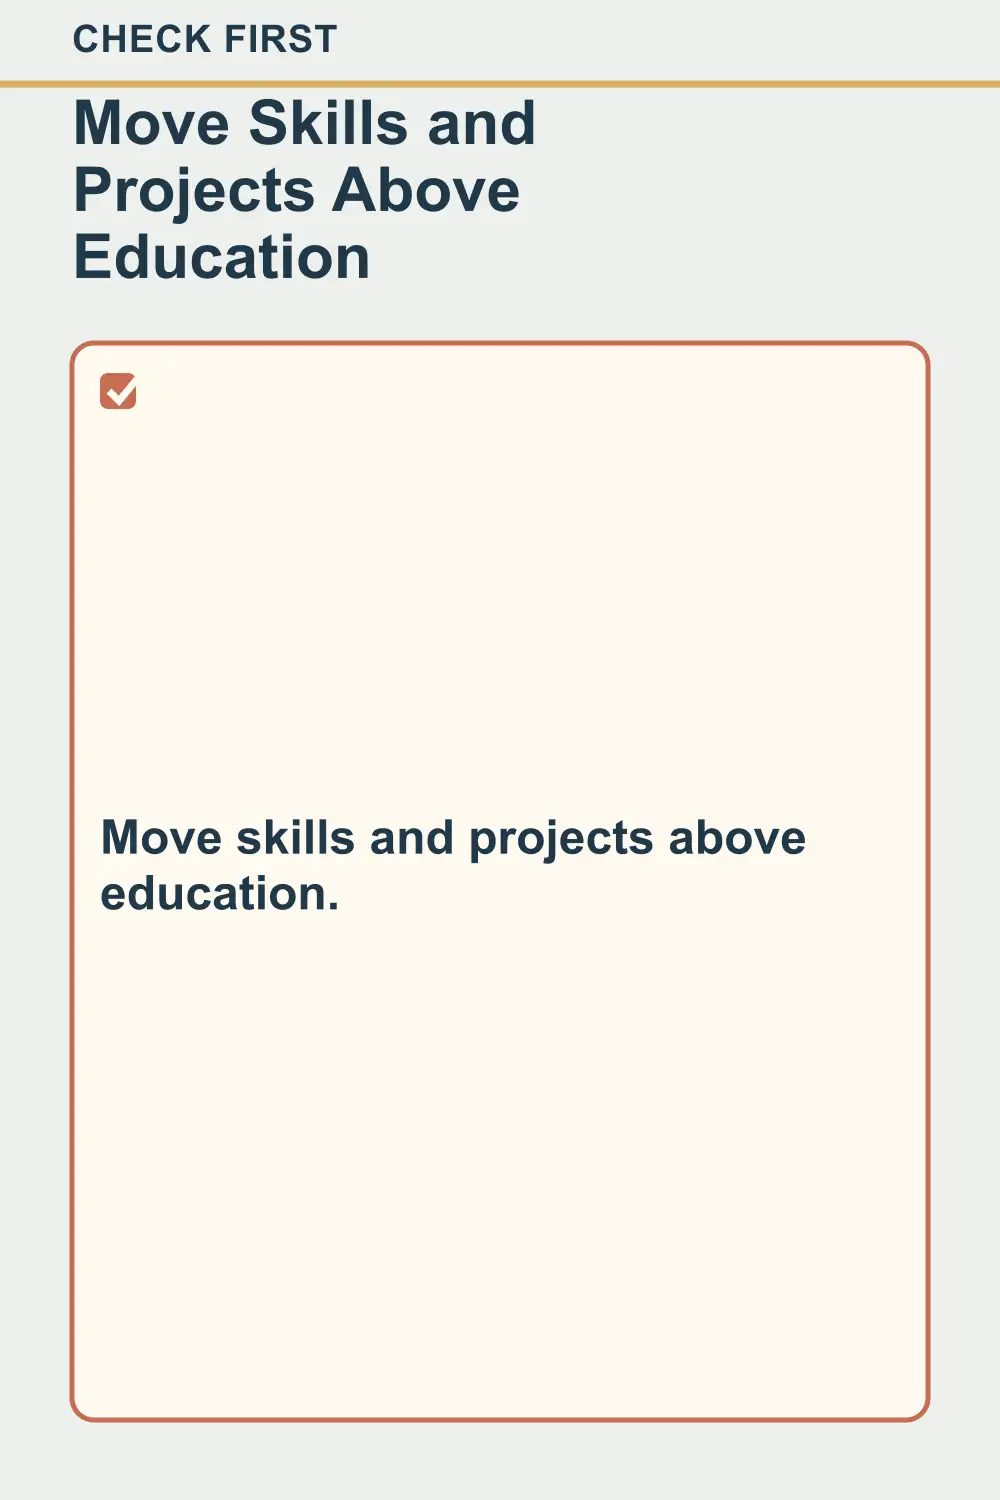 CHECK FIRST
Move Skills and
Projects Above
Education
Move skills and projects above
education.